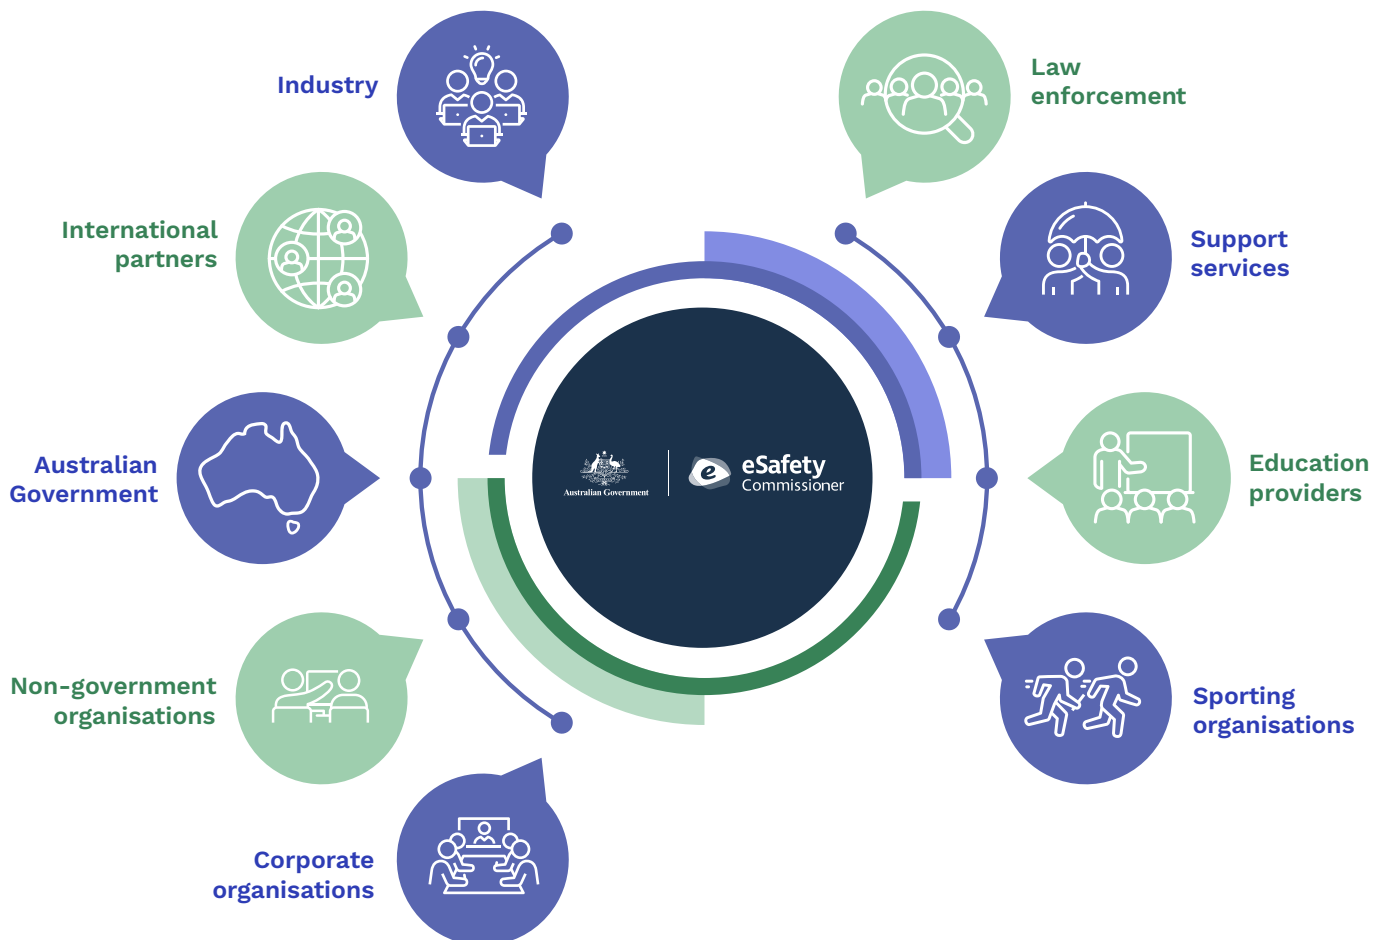 Industry
Law
enforcement
International
partners
Support
services
Australian
Government
Australian Government
eSafety
Commissioner
Education
providers
Non-government
organisations
Sporting
organisations
Corporate
organisations